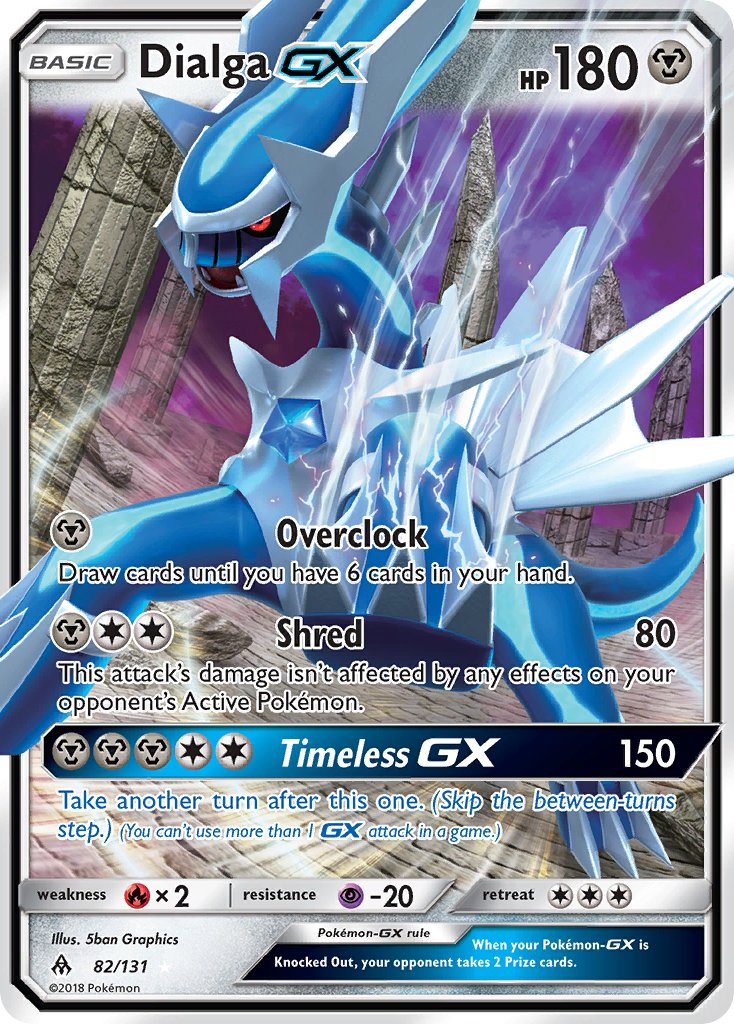 BASIC Dialga GX HP 180
Overclock
Draw cards until you have 6 cards in your hand.
Shred 80
This attack's damage isn't affected by any effects on your
opponent's Active Pokémon.
Timeless GX 150
Take another turn after this one. (Skip the between-turns
step.) (You can't use more than 1 GX attack in a game.)
weakness × 2 resistance -20 retreat
Illus. 5ban Graphics
82/131
©2018 Pokémon
Pokémon-GX rule
When your Pokémon-GX is
Knocked Out, your opponent takes 2 Prize cards.